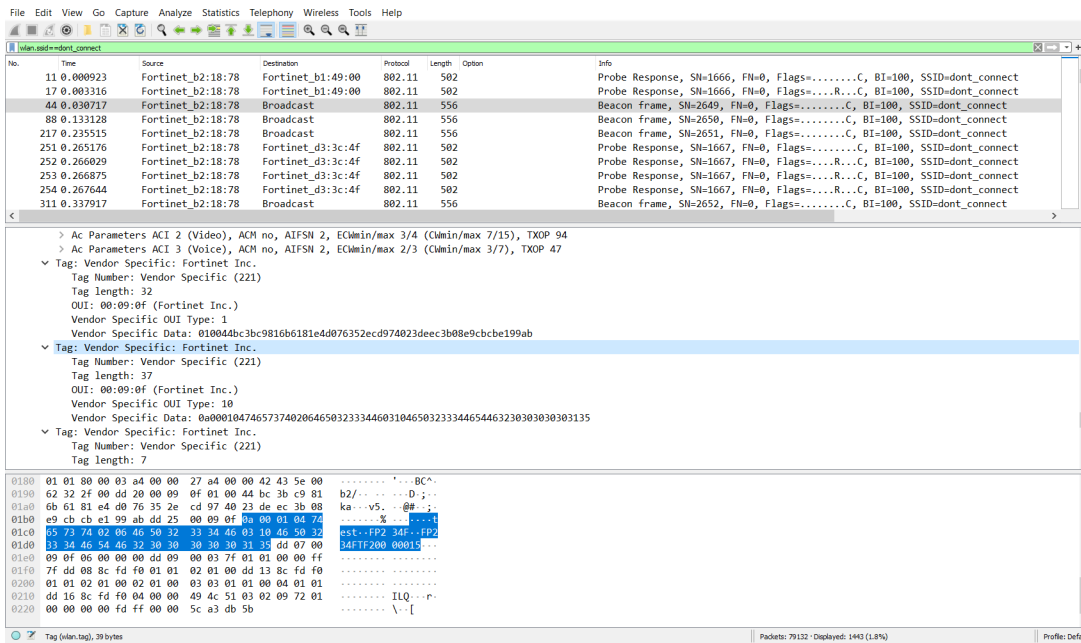 File Edit View Go Capture Analyze Statistics Telephony Wireless Tools Help
wlan.ssid==dont_connect
No. Time Source Destination Protocol Length Option Info
11 0.000923 Fortinet_b2:18:78 Fortinet_b1:49:00 802.11 502 Probe Response, SN=1666, FN=0, Flags=........C, BI=100, SSID=dont_connect
17 0.003316 Fortinet_b2:18:78 Fortinet_b1:49:00 802.11 502 Probe Response, SN=1666, FN=0, Flags=....R...C, BI=100, SSID=dont_connect
44 0.030717 Fortinet_b2:18:78 Broadcast 802.11 556 Beacon frame, SN=2649, FN=0, Flags=........C, BI=100, SSID=dont_connect
88 0.133128 Fortinet_b2:18:78 Broadcast 802.11 556 Beacon frame, SN=2650, FN=0, Flags=........C, BI=100, SSID=dont_connect
217 0.235515 Fortinet_b2:18:78 Broadcast 802.11 556 Beacon frame, SN=2651, FN=0, Flags=........C, BI=100, SSID=dont_connect
251 0.265176 Fortinet_b2:18:78 Fortinet_d3:3c:4f 802.11 502 Probe Response, SN=1667, FN=0, Flags=........C, BI=100, SSID=dont_connect
252 0.266029 Fortinet_b2:18:78 Fortinet_d3:3c:4f 802.11 502 Probe Response, SN=1667, FN=0, Flags=....R...C, BI=100, SSID=dont_connect
253 0.266875 Fortinet_b2:18:78 Fortinet_d3:3c:4f 802.11 502 Probe Response, SN=1667, FN=0, Flags=....R...C, BI=100, SSID=dont_connect
254 0.267644 Fortinet_b2:18:78 Fortinet_d3:3c:4f 802.11 502 Probe Response, SN=1667, FN=0, Flags=....R...C, BI=100, SSID=dont_connect
311 0.337917 Fortinet_b2:18:78 Broadcast 802.11 556 Beacon frame, SN=2652, FN=0, Flags=........C, BI=100, SSID=dont_connect
> Ac Parameters ACI 2 (Video), ACM no, AIFSN 2, ECWmin/max 3/4 (CWmin/max 7/15), TXOP 94
> Ac Parameters ACI 3 (Voice), ACM no, AIFSN 2, ECWmin/max 2/3 (CWmin/max 3/7), TXOP 47
Tag: Vendor Specific: Fortinet Inc.
Tag Number: Vendor Specific (221)
Tag length: 32
OUI: 00:09:0f (Fortinet Inc.)
Vendor Specific OUI Type: 1
Vendor Specific Data: 010044bc3bc9816b6181e4d076352ecd974023deec3b08e9cbcbe199ab
Tag: Vendor Specific: Fortinet Inc.
Tag Number: Vendor Specific (221)
Tag length: 37
OUI: 00:09:0f (Fortinet Inc.)
Vendor Specific OUI Type: 10
Vendor Specific Data: 0a000104746573740206465032333446031046503233344654463230303030303135
Tag: Vendor Specific: Fortinet Inc.
Tag Number: Vendor Specific (221)
Tag length: 7
0180 01 01 80 00 03 a4 00 00 27 a4 00 00 42 43 5e 00 ········ '···BC^·
0190 62 32 2f 00 dd 20 00 09 0f 01 00 44 bc 3b c9 81 b2/·· ·· ···D·;··
01a0 6b 61 81 e4 d0 76 35 2e cd 97 40 23 de ec 3b 08 ka···v5. ··@#··;·
01b0 e9 cb cb e1 99 ab dd 25 00 09 0f 0a 00 01 04 74 ·······% ·······t
01c0 65 73 74 02 06 46 50 32 33 34 46 03 10 46 50 32 est··FP2 34F··FP2
01d0 33 34 46 54 46 32 30 30 30 30 30 31 35 dd 07 00 34FTF200 00015···
01e0 09 0f 06 00 00 00 dd 09 00 03 7f 01 01 00 00 ff ········ ········
01f0 7f dd 08 8c fd f0 01 01 02 01 00 dd 13 8c fd f0 ········ ········
0200 01 01 02 01 00 02 01 00 03 03 01 01 00 04 01 01 ········ ········
0210 dd 16 8c fd f0 04 00 00 49 4c 51 03 02 09 72 01 ········ ILQ···r·
0220 00 00 00 00 fd ff 00 00 5c a3 db 5b ········ \··[
Tag (wlan.tag), 39 bytes Packets: 79132 · Displayed: 1443 (1.8%) Profile: Defa